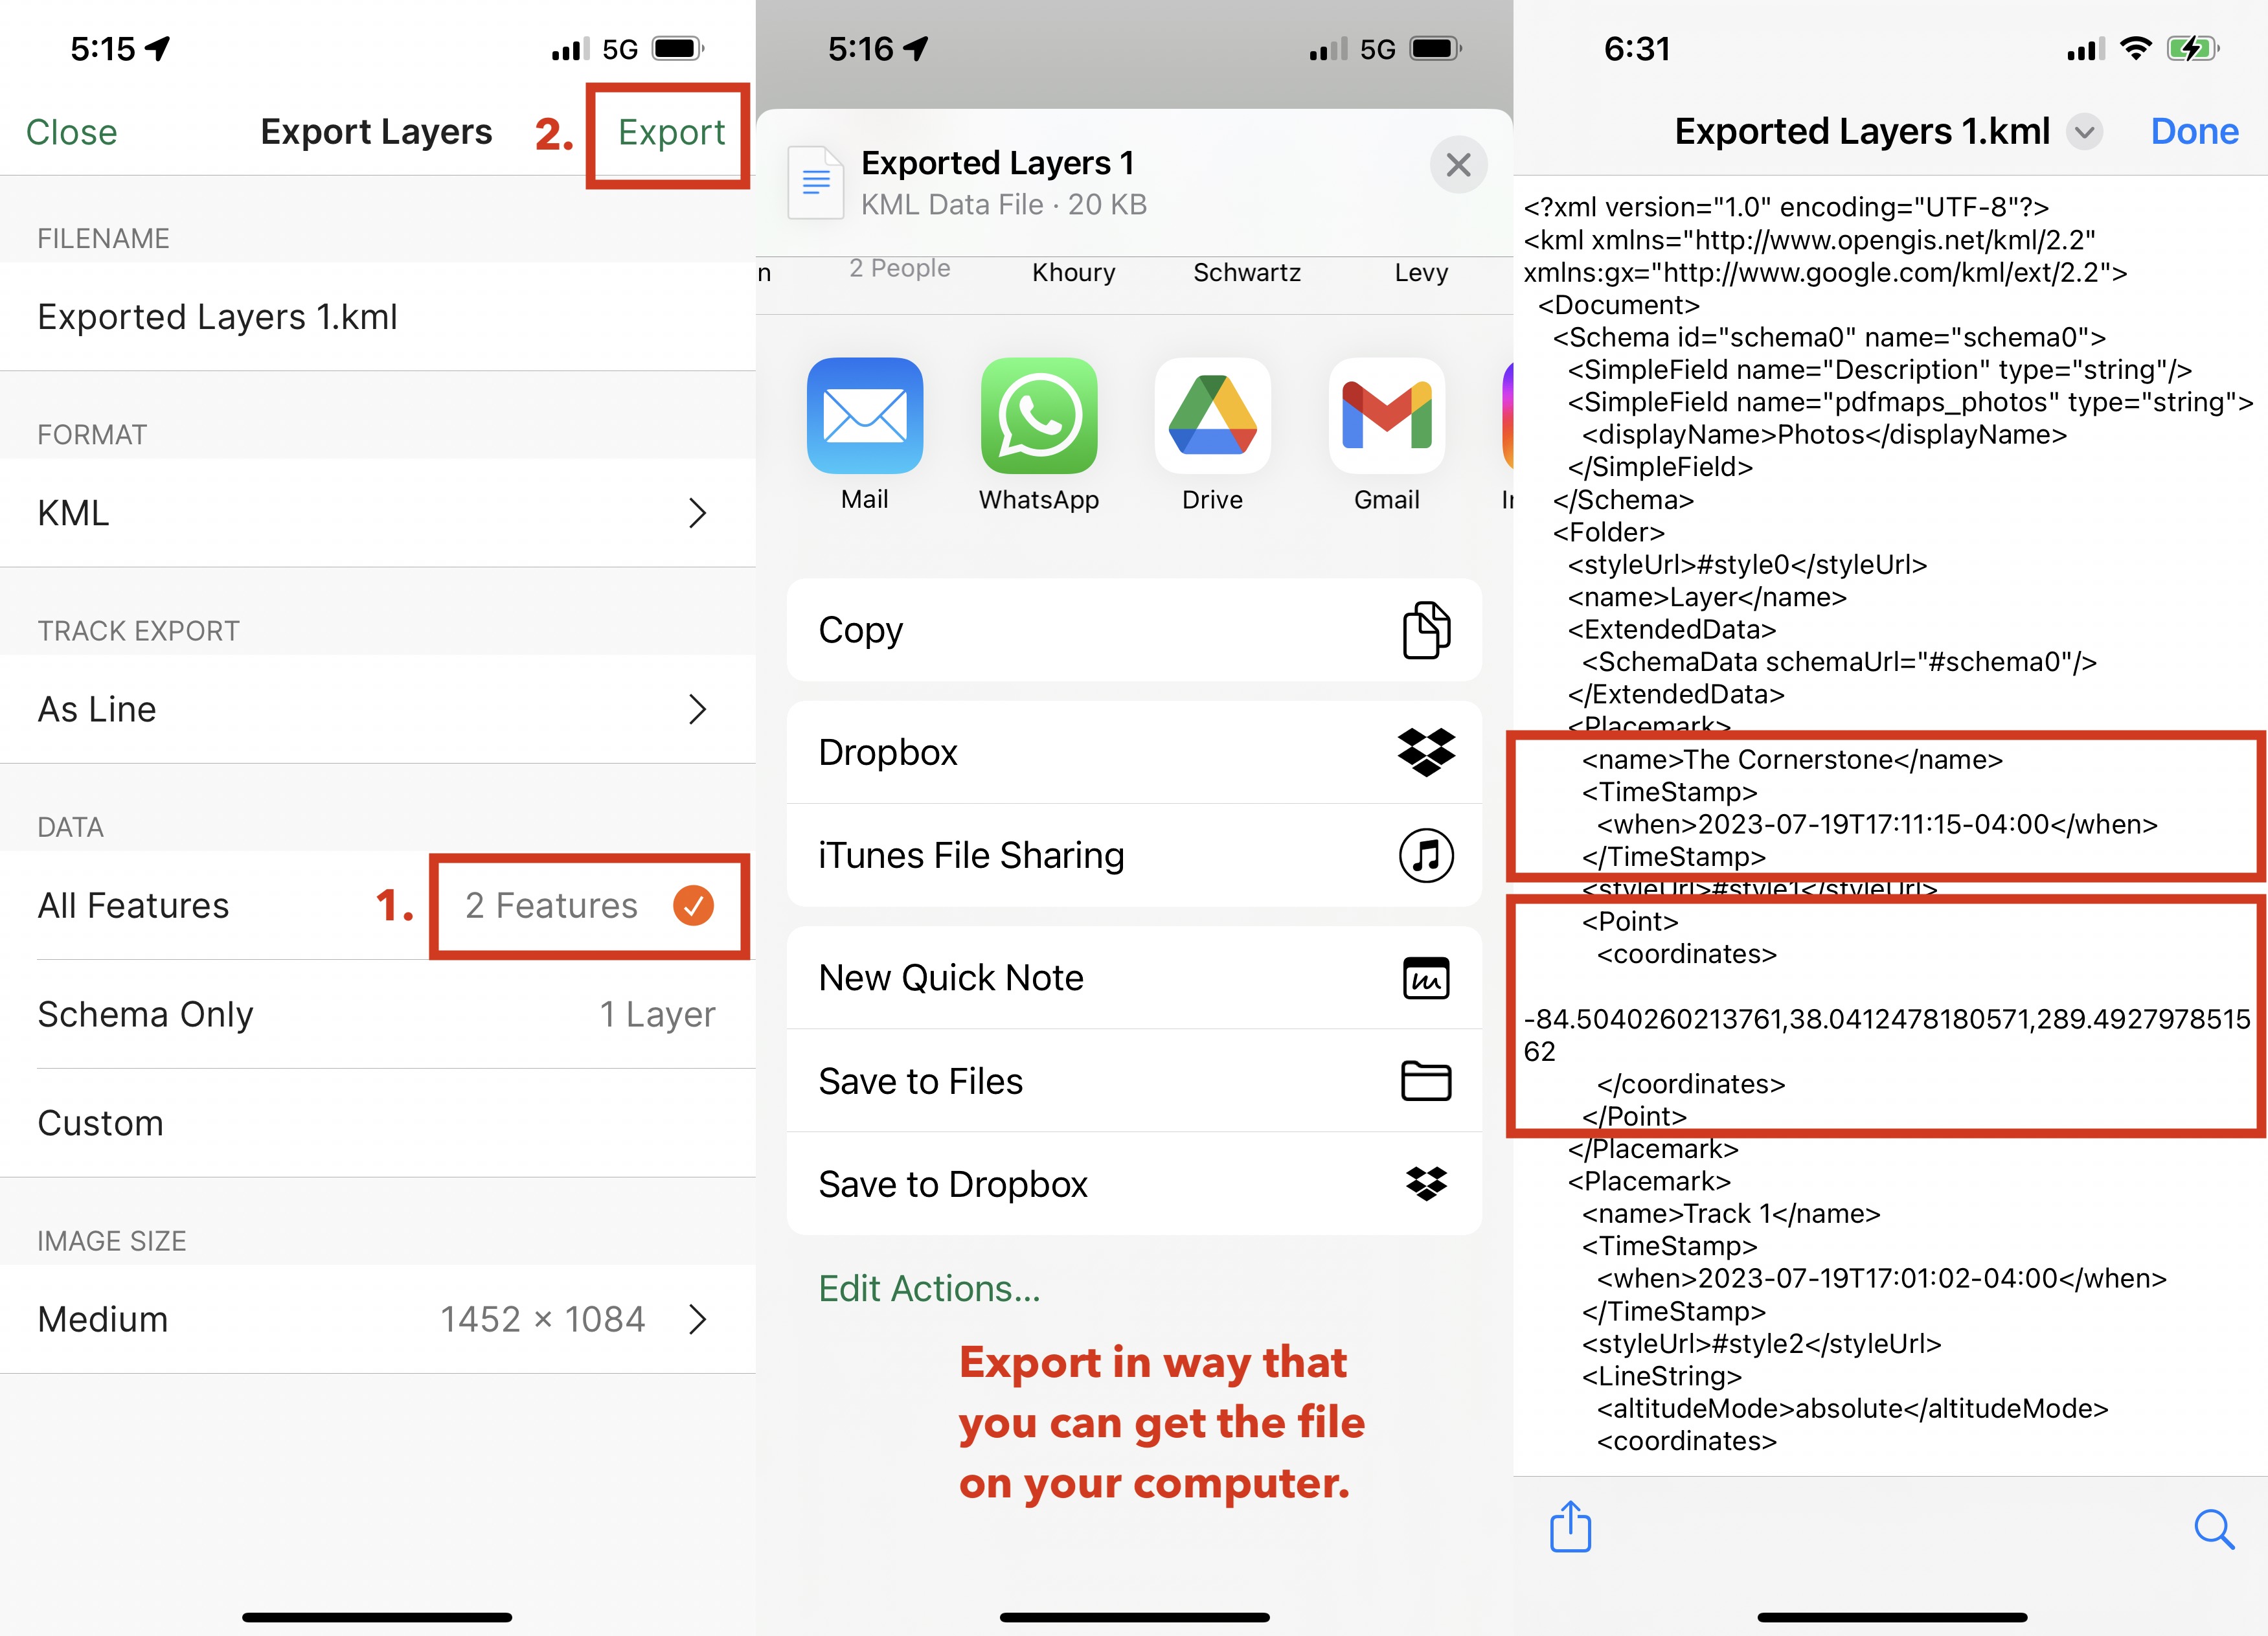 5:15
5G
Close
Export Layers
2.
Export
FILENAME
Exported Layers 1.kml
FORMAT
KML
TRACK EXPORT
As Line
DATA
All Features
1.
2 Features
Schema Only
1 Layer
Custom
IMAGE SIZE
Medium
1452 × 1084
5:16
5G
Exported Layers 1
KML Data File · 20 KB
n
2 People
Khoury
Schwartz
Levy
Mail
WhatsApp
Drive
Gmail
Copy
Dropbox
iTunes File Sharing
New Quick Note
Save to Files
Save to Dropbox
Edit Actions...
Export in way that
you can get the file
on your computer.
6:31
Exported Layers 1.kml
Done
<?xml version="1.0" encoding="UTF-8"?>
<kml xmlns="http://www.opengis.net/kml/2.2"
xmlns:gx="http://www.google.com/kml/ext/2.2">
<Document>
<Schema id="schema0" name="schema0">
<SimpleField name="Description" type="string"/>
<SimpleField name="pdfmaps_photos" type="string">
<displayName>Photos</displayName>
</SimpleField>
</Schema>
<Folder>
<styleUrl>#style0</styleUrl>
<name>Layer</name>
<ExtendedData>
<SchemaData schemaUrl="#schema0"/>
</ExtendedData>
<Placemark>
<name>The Cornerstone</name>
<TimeStamp>
<when>2023-07-19T17:11:15-04:00</when>
</TimeStamp>
<styleUrl>#style1</styleUrl>
<Point>
<coordinates>
-84.5040260213761,38.0412478180571,289.4927978515
62
</coordinates>
</Point>
</Placemark>
<Placemark>
<name>Track 1</name>
<TimeStamp>
<when>2023-07-19T17:01:02-04:00</when>
</TimeStamp>
<styleUrl>#style2</styleUrl>
<LineString>
<altitudeMode>absolute</altitudeMode>
<coordinates>